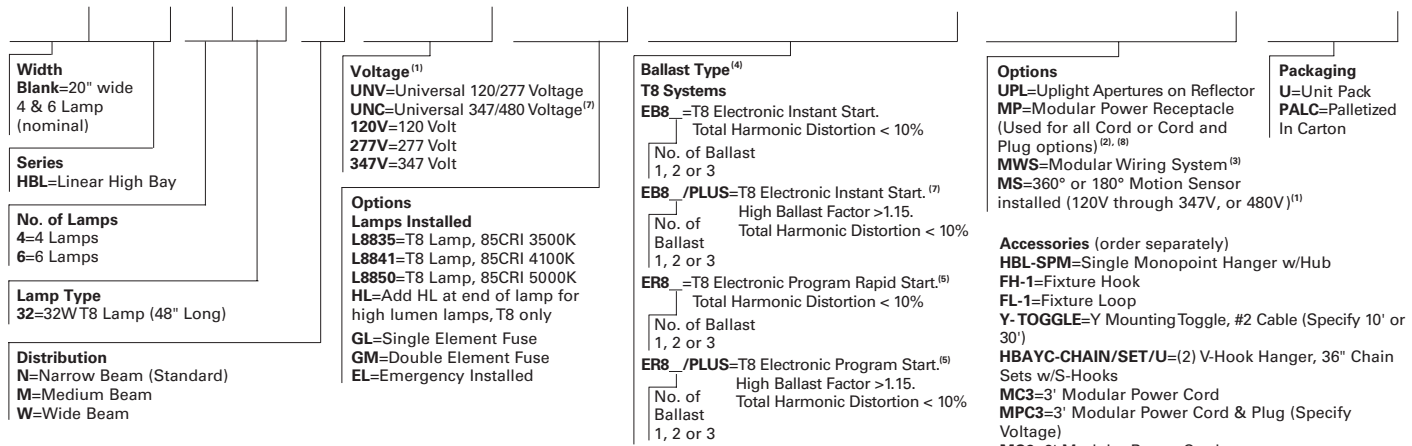 Width
Blank=20" wide
4 & 6 Lamp
(nominal)
Series
HBL=Linear High Bay
No. of Lamps
4=4 Lamps
6=6 Lamps
Lamp Type
32=32W T8 Lamp (48" Long)
Distribution
N=Narrow Beam (Standard)
M=Medium Beam
W=Wide Beam
Voltage (1)
UNV=Universal 120/277 Voltage
UNC=Universal 347/480 Voltage(7)
120V=120 Volt
277V=277 Volt
347V=347 Volt
Options
Lamps Installed
L8835=T8 Lamp, 85CRI 3500K
L8841=T8 Lamp, 85CRI 4100K
L8850=T8 Lamp, 85CRI 5000K
HL=Add HL at end of lamp for
high lumen lamps, T8 only
GL=Single Element Fuse
GM=Double Element Fuse
EL=Emergency Installed
Ballast Type(4)
T8 Systems
EB8_=T8 Electronic Instant Start.
Total Harmonic Distortion < 10%
No. of Ballast
1, 2 or 3
EB8__/PLUS=T8 Electronic Instant Start. (7)
High Ballast Factor >1.15.
Total Harmonic Distortion < 10%
No. of
Ballast
1, 2 or 3
ER8_=T8 Electronic Program Rapid Start.(5)
Total Harmonic Distortion < 10%
No. of Ballast
1, 2 or 3
ER8__/PLUS=T8 Electronic Program Start.(5)
High Ballast Factor >1.15.
Total Harmonic Distortion < 10%
No. of
Ballast
1, 2 or 3
Options
UPL=Uplight Apertures on Reflector
MP=Modular Power Receptacle
(Used for all Cord or Cord and
Plug options)(2), (8)
MWS=Modular Wiring System(3)
MS=360° or 180° Motion Sensor
installed (120V through 347V, or 480V)(1)
Accessories (order separately)
HBL-SPM=Single Monopoint Hanger w/Hub
FH-1=Fixture Hook
FL-1=Fixture Loop
Y-TOGGLE=Y Mounting Toggle, #2 Cable (Specify 10' or
30')
HBAYC-CHAIN/SET/U=(2) V-Hook Hanger, 36" Chain
Sets w/S-Hooks
MC3=3' Modular Power Cord
MPC3=3' Modular Power Cord & Plug (Specify
Voltage)
Packaging
U=Unit Pack
PALC=Palletized
In Carton